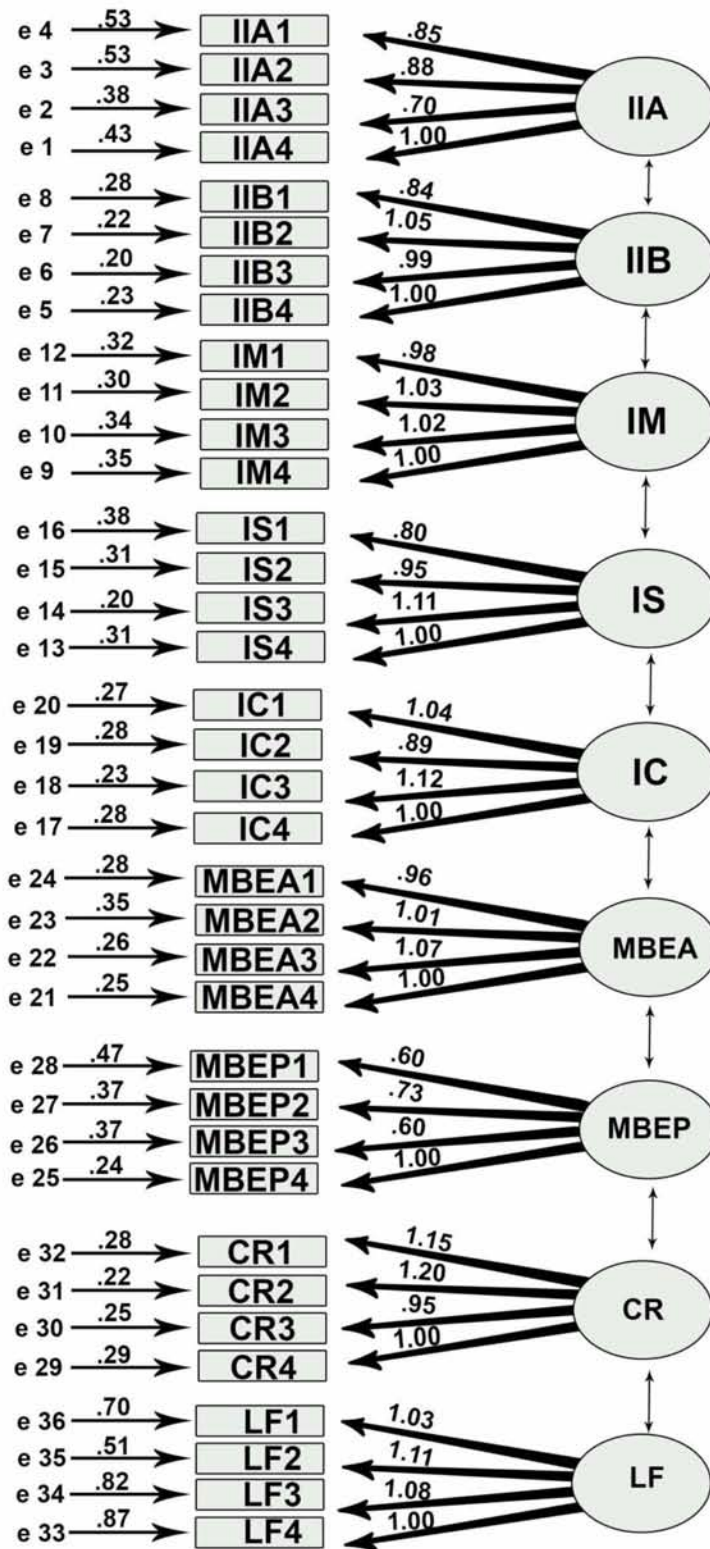 e 4 .53 IIA1 .85
e 3 .53 IIA2 .88
e 2 .38 IIA3 .70
e 1 .43 IIA4 1.00
IIA
e 8 .28 IIB1 .84
e 7 .22 IIB2 1.05
e 6 .20 IIB3 .99
e 5 .23 IIB4 1.00
IIB
e 12 .32 IM1 .98
e 11 .30 IM2 1.03
e 10 .34 IM3 1.02
e 9 .35 IM4 1.00
IM
e 16 .38 IS1 .80
e 15 .31 IS2 .95
e 14 .20 IS3 1.11
e 13 .31 IS4 1.00
IS
e 20 .27 IC1 1.04
e 19 .28 IC2 .89
e 18 .23 IC3 1.12
e 17 .28 IC4 1.00
IC
e 24 .28 MBEA1 .96
e 23 .35 MBEA2 1.01
e 22 .26 MBEA3 1.07
e 21 .25 MBEA4 1.00
MBEA
e 28 .47 MBEP1 .60
e 27 .37 MBEP2 .73
e 26 .37 MBEP3 .60
e 25 .24 MBEP4 1.00
MBEP
e 32 .28 CR1 1.15
e 31 .22 CR2 1.20
e 30 .25 CR3 .95
e 29 .29 CR4 1.00
CR
e 36 .70 LF1 1.03
e 35 .51 LF2 1.11
e 34 .82 LF3 1.08
e 33 .87 LF4 1.00
LF